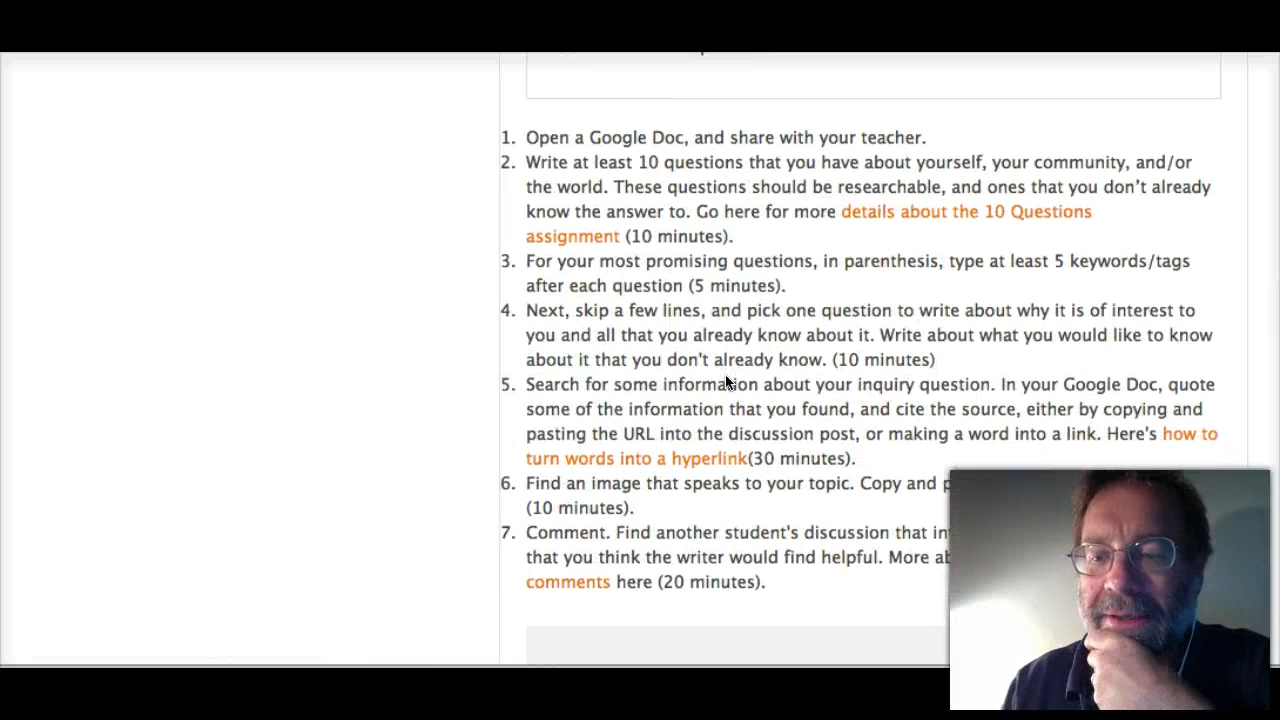 1. Open a Google Doc, and share with your teacher.
2. Write at least 10 questions that you have about yourself, your community, and/or
the world. These questions should be researchable, and ones that you don’t already
know the answer to. Go here for more details about the 10 Questions
assignment (10 minutes).
3. For your most promising questions, in parenthesis, type at least 5 keywords/tags
after each question (5 minutes).
4. Next, skip a few lines, and pick one question to write about why it is of interest to
you and all that you already know about it. Write about what you would like to know
about it that you don't already know. (10 minutes)
5. Search for some information about your inquiry question. In your Google Doc, quote
some of the information that you found, and cite the source, either by copying and
pasting the URL into the discussion post, or making a word into a link. Here's how to
turn words into a hyperlink(30 minutes).
6. Find an image that speaks to your topic. Copy and
(10 minutes).
7. Comment. Find another student's discussion that
that you think the writer would find helpful. More
comments here (20 minutes).